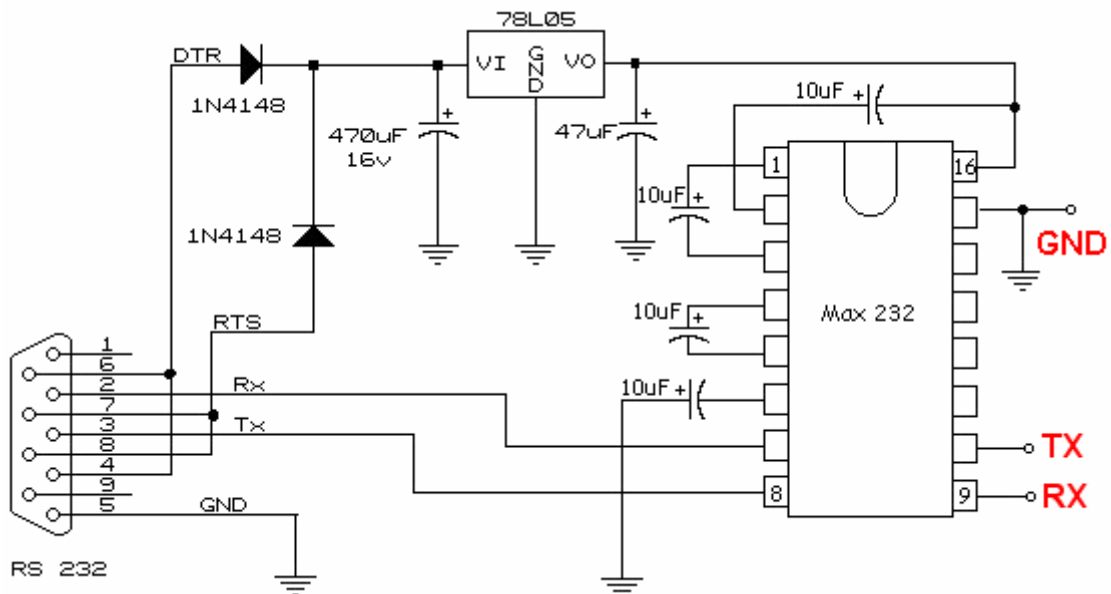 78L05
DTR
VI
GND
VO
10uF +
1N4148
470uF
16v
+
47uF
+
1
16
10uF
+
1N4148
GND
RTS
10uF
+
Max 232
1
6
2
Rx
7
10uF +
3
Tx
8
TX
4
9
8
9
RX
5
GND
RS 232